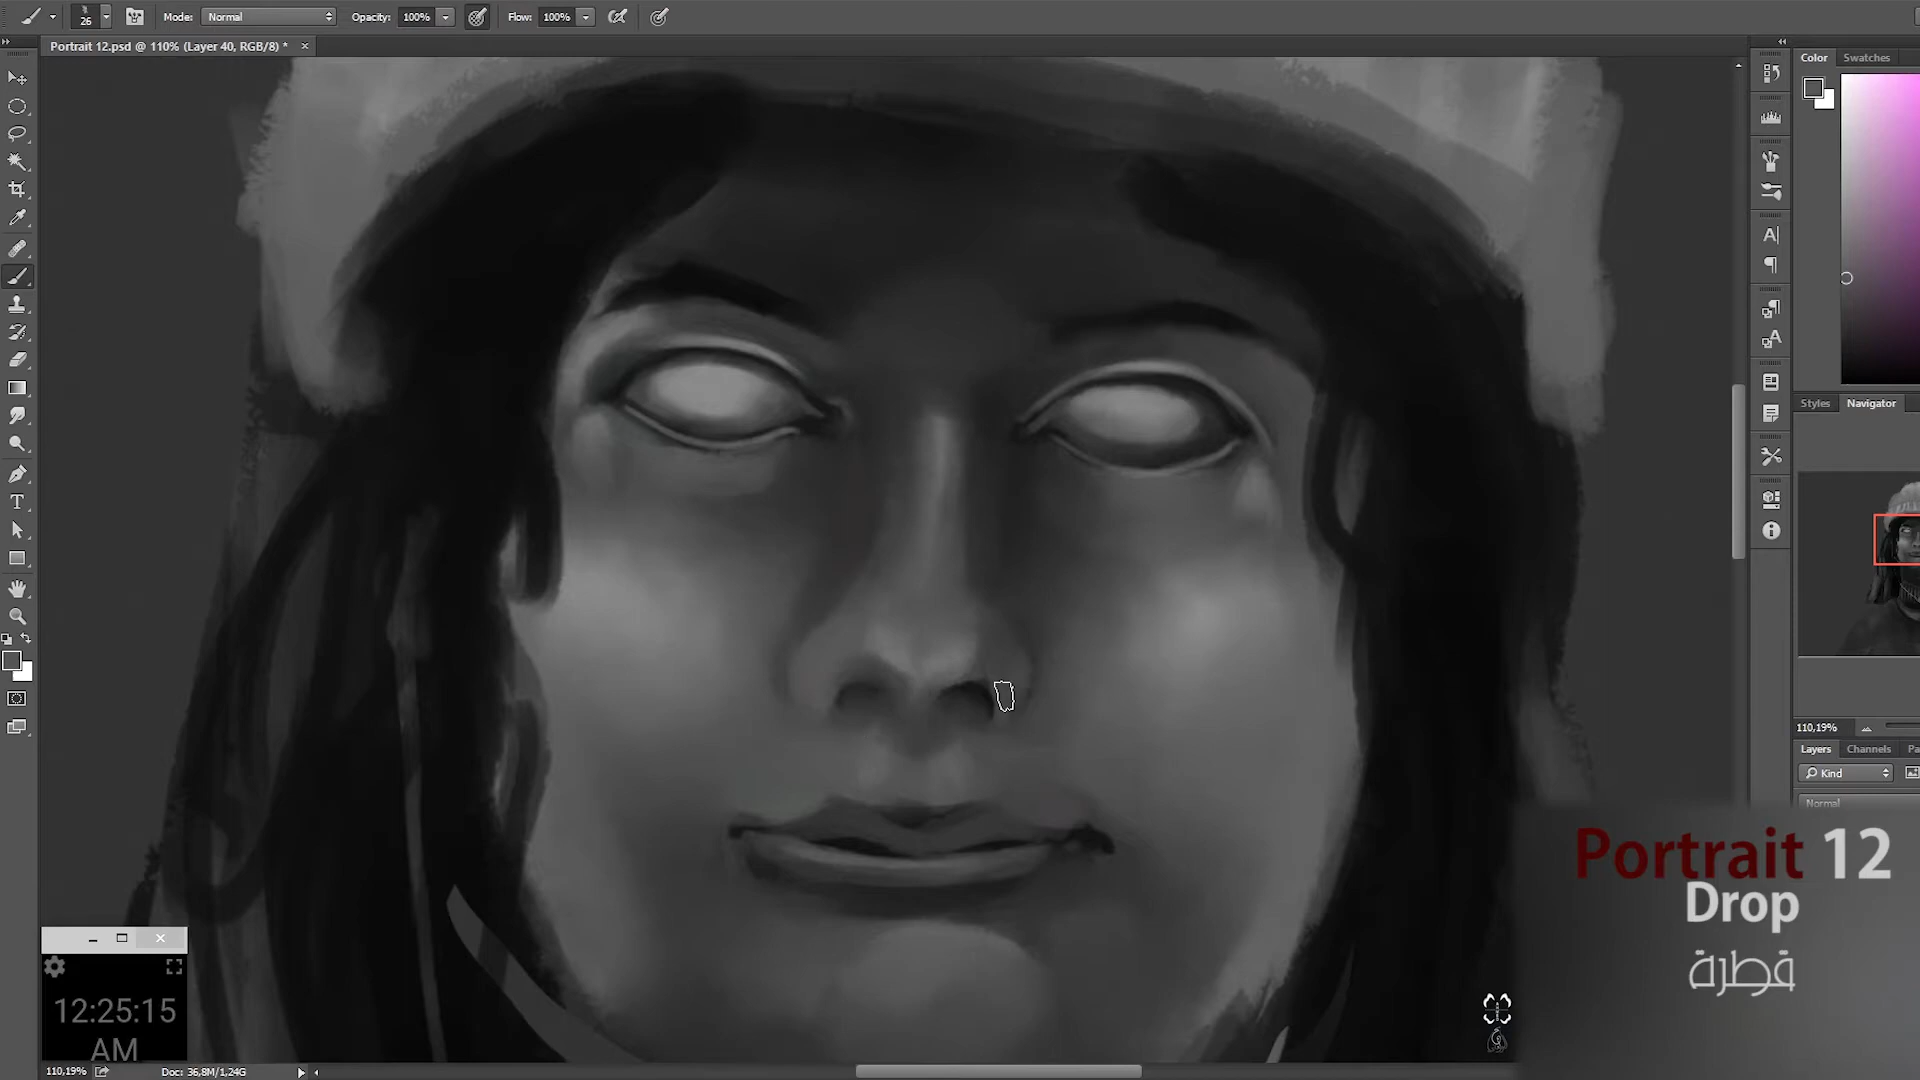 26 Mode: Normal Opacity: 100% Flow: 100%
Portrait 12.psd @ 110% (Layer 40, RGB/8) * ×
Color Swatches
Styles Navigator
110,19%
Layers Channels Pa
Kind
Normal
Portrait 12
Drop
قطرة
12:25:15
AM
110,19% Doc: 36,8M/1,24G